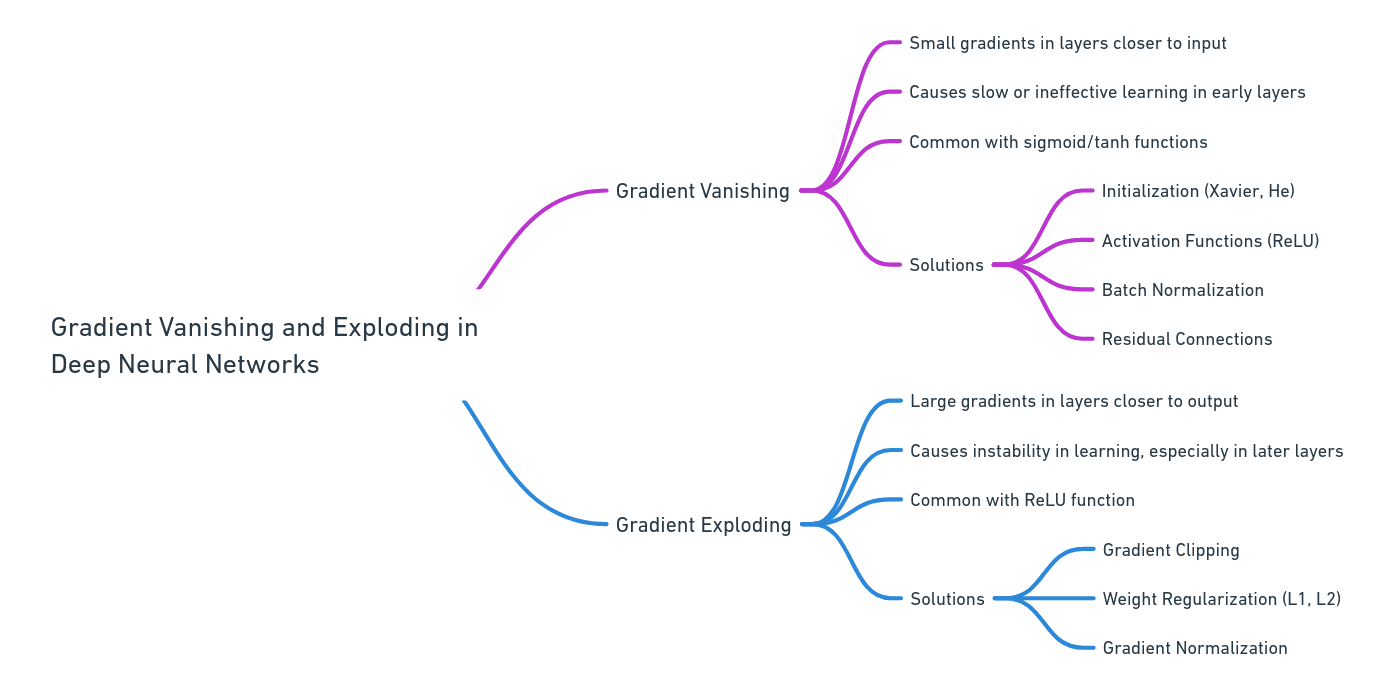 Gradient Vanishing and Exploding in
Deep Neural Networks
Gradient Vanishing
Small gradients in layers closer to input
Causes slow or ineffective learning in early layers
Common with sigmoid/tanh functions
Solutions
Initialization (Xavier, He)
Activation Functions (ReLU)
Batch Normalization
Residual Connections
Gradient Exploding
Large gradients in layers closer to output
Causes instability in learning, especially in later layers
Common with ReLU function
Solutions
Gradient Clipping
Weight Regularization (L1, L2)
Gradient Normalization